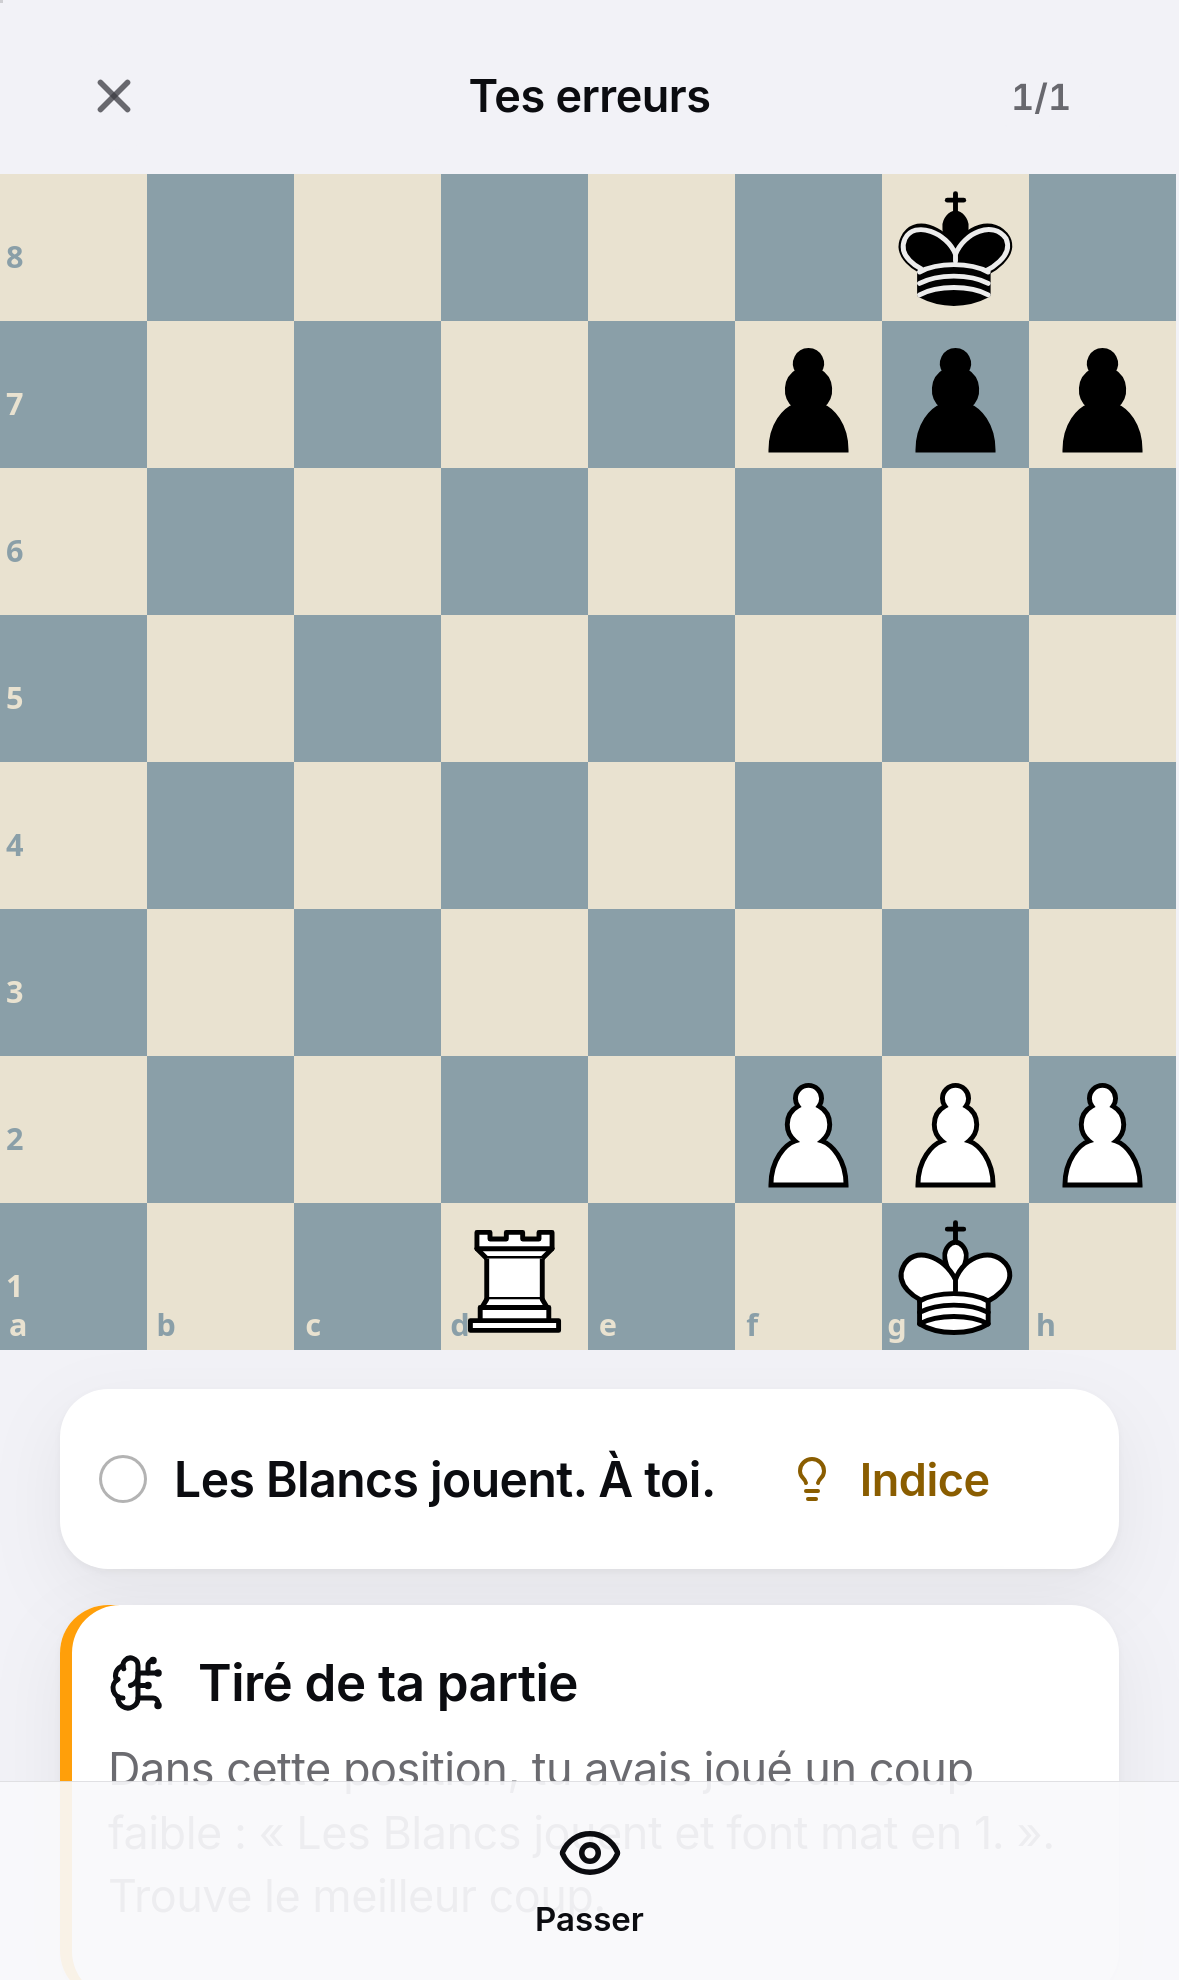 Tes erreurs
1/1
8
7
6
5
4
3
2
1
a b c d e f g h
Les Blancs jouent. À toi.
Indice
Tiré de ta partie
Dans cette position, tu avais joué un coup
faible : « Les Blancs jouent et font mat en 1. ».
Trouve le meilleur coup.
Passer